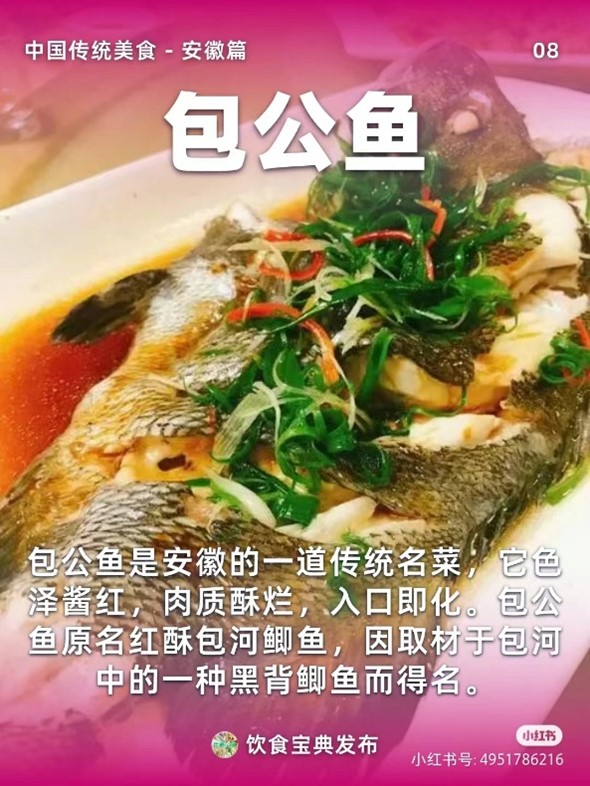 中国传统美食 - 安徽篇
08
包公鱼
包公鱼是安徽的一道传统名菜，它色
泽酱红，肉质酥烂，入口即化。包公
鱼原名红酥包河鲫鱼，因取材于包河
中的一种黑背鲫鱼而得名。
饮食宝典发布
小红书
小红书号: 4951786216